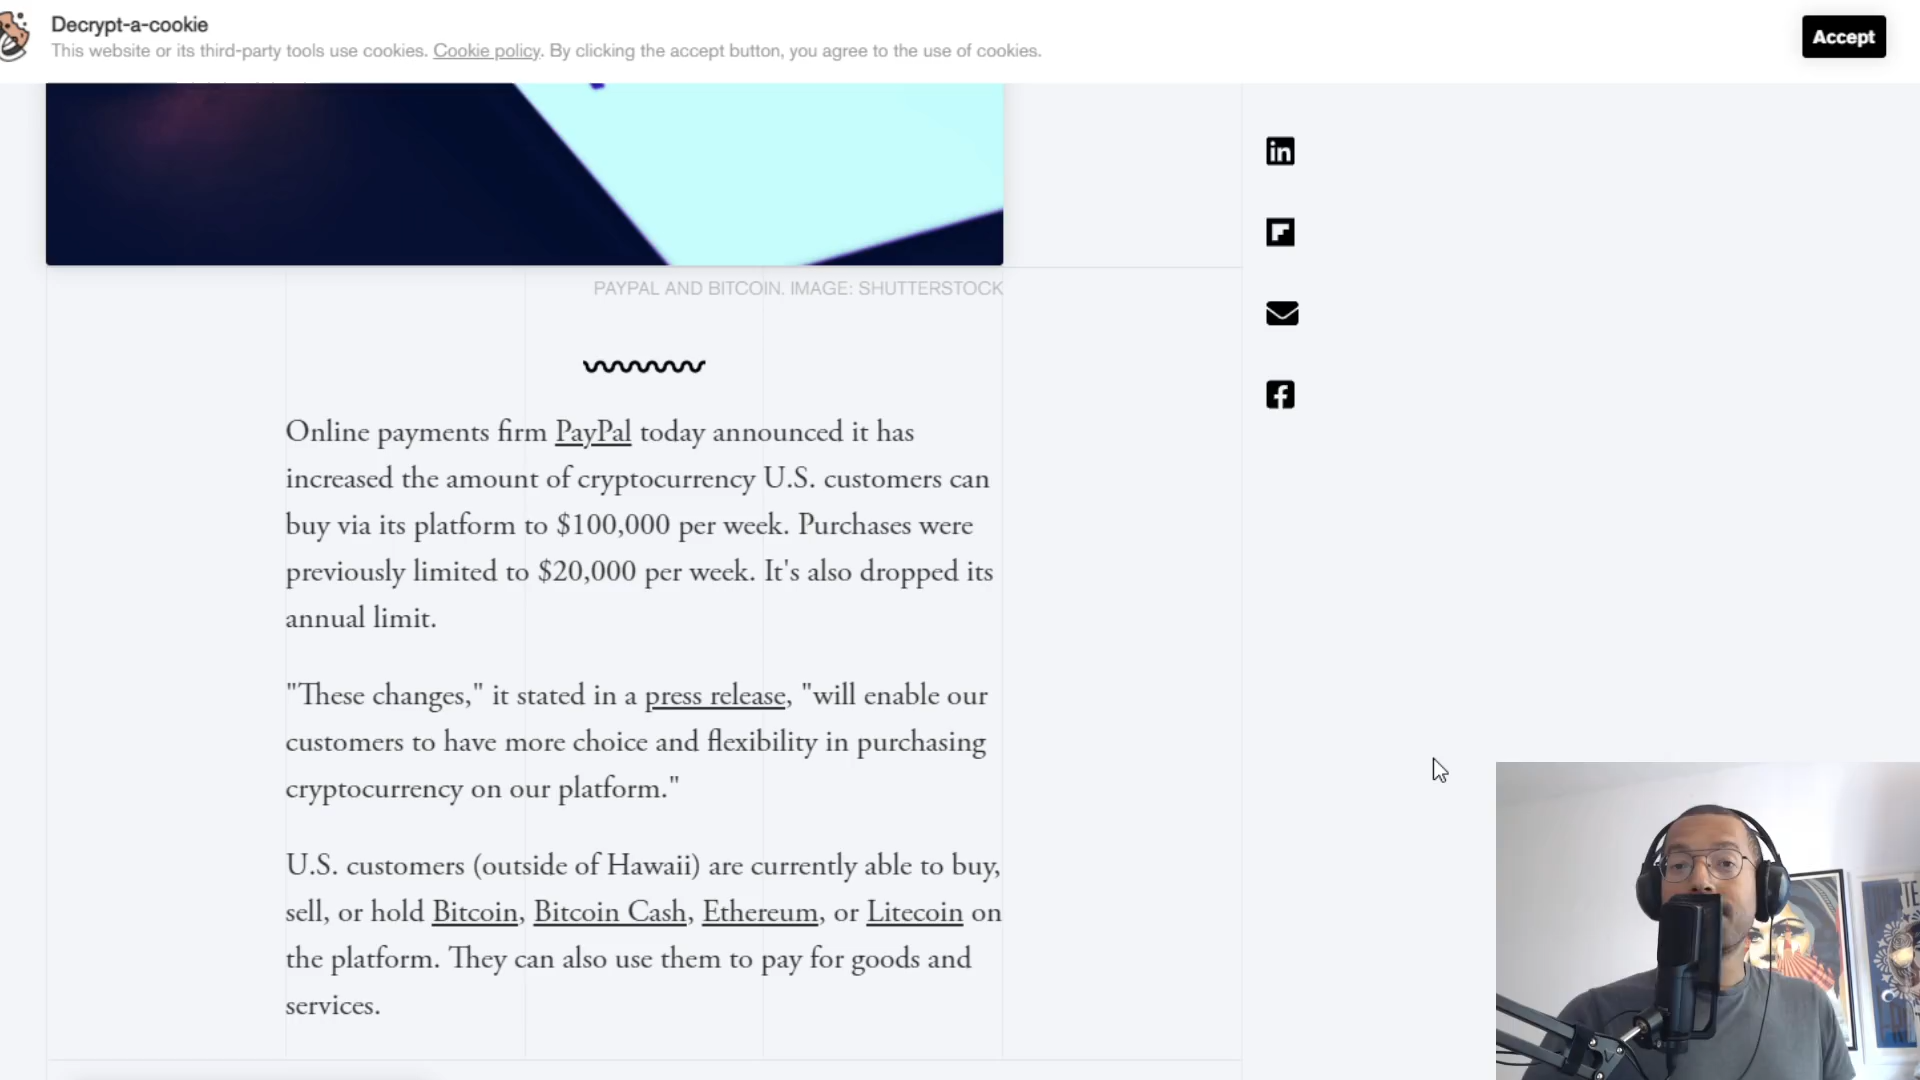 Decrypt-a-cookie
This website or its third-party tools use cookies. Cookie policy. By clicking the accept button, you agree to the use of cookies.
Accept
PAYPAL AND BITCOIN. IMAGE: SHUTTERSTOCK
Online payments firm PayPal today announced it has
increased the amount of cryptocurrency U.S. customers can
buy via its platform to $100,000 per week. Purchases were
previously limited to $20,000 per week. It's also dropped its
annual limit.
"These changes," it stated in a press release, "will enable our
customers to have more choice and flexibility in purchasing
cryptocurrency on our platform."
U.S. customers (outside of Hawaii) are currently able to buy,
sell, or hold Bitcoin, Bitcoin Cash, Ethereum, or Litecoin on
the platform. They can also use them to pay for goods and
services.
in